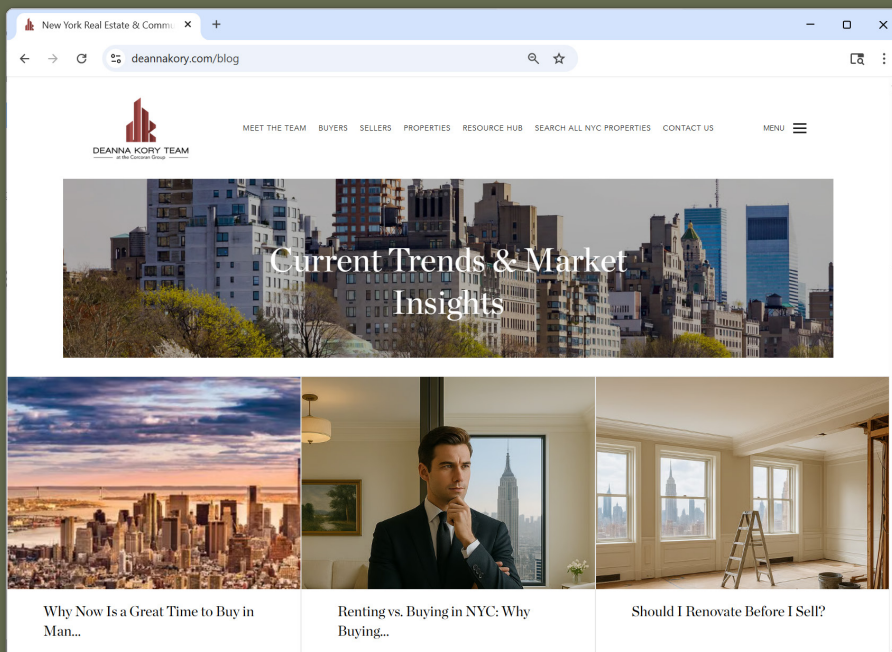 New York Real Estate & Commu
deannakory.com/blog
DEANNA KORY TEAM
at the Corcoran Group
MEET THE TEAM BUYERS SELLERS PROPERTIES RESOURCE HUB SEARCH ALL NYC PROPERTIES CONTACT US MENU
Current Trends & Market
Insights
Why Now Is a Great Time to Buy in
Man...
Renting vs. Buying in NYC: Why
Buying...
Should I Renovate Before I Sell?